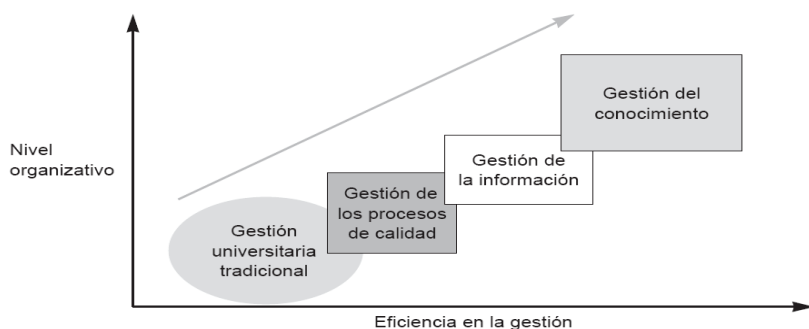 Gestión del
conocimiento
Nivel
organizativo
Gestión de
la información
Gestión de
los procesos
de calidad
Gestión
universitaria
tradicional
Eficiencia en la gestión